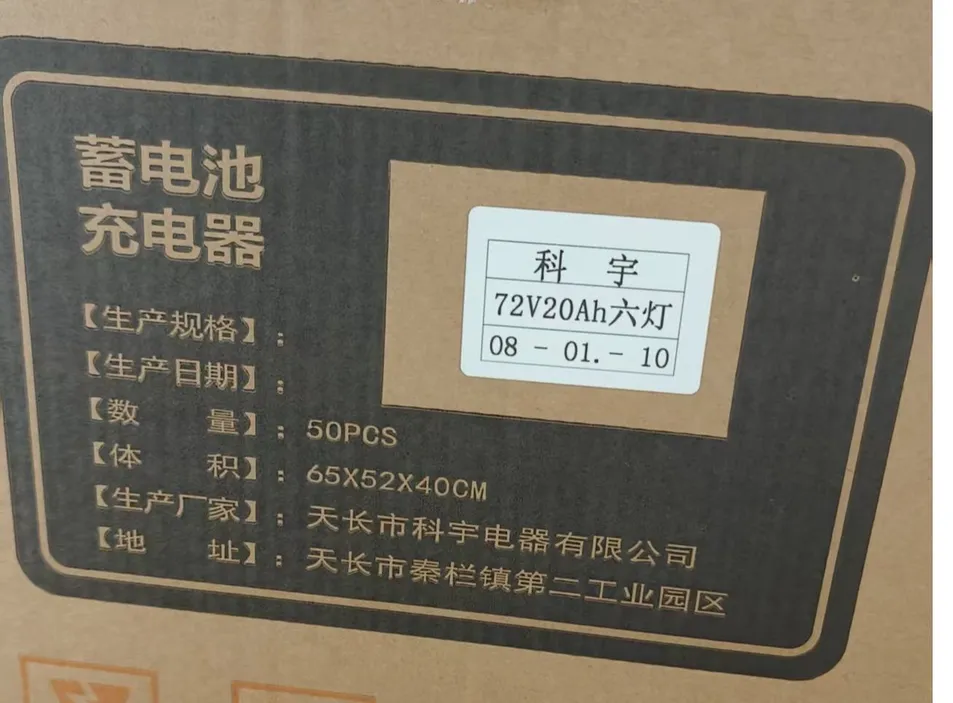 蓄电池
充电器
科 宇
72V20Ah六灯
08 - 01.- 10
【生产规格】:
【生产日期】:
【数 量】: 50PCS
【体 积】: 65X52X40CM
【生产厂家】: 天长市科宇电器有限公司
【地 址】: 天长市秦栏镇第二工业园区